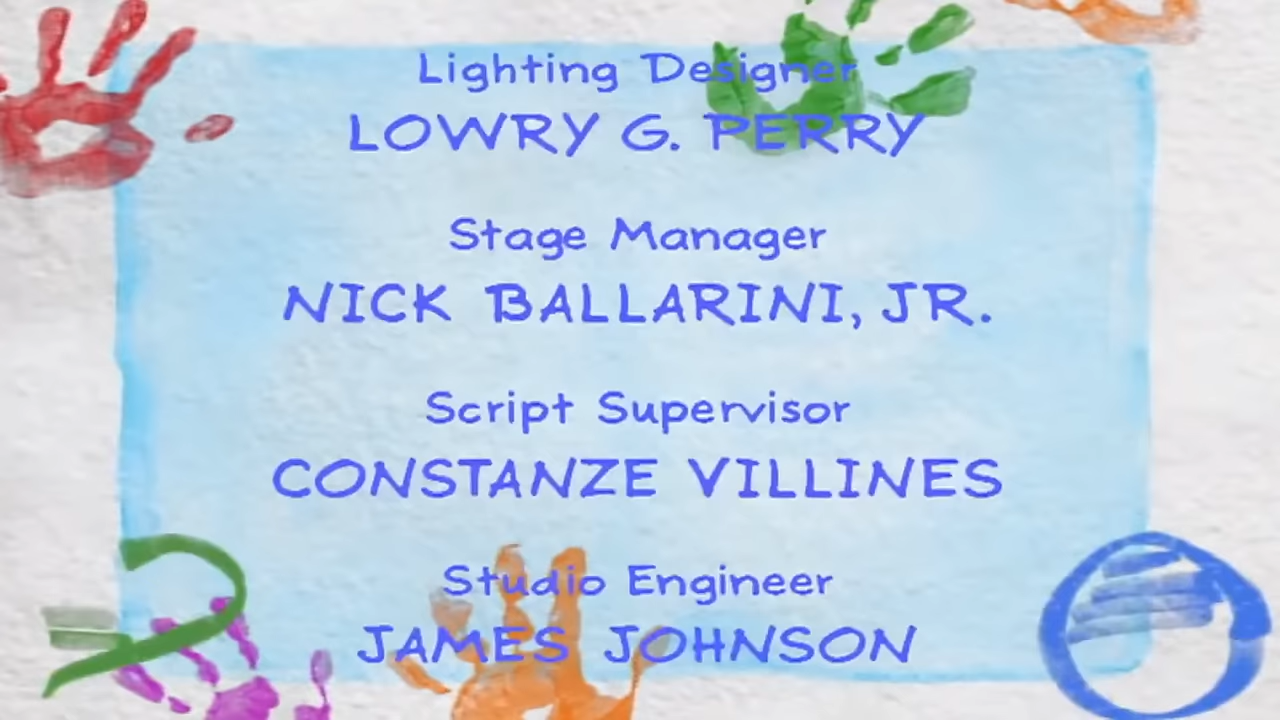 Lighting Designer
LOWRY G. PERRY
Stage Manager
NICK BALLARINI, JR.
Script Supervisor
CONSTANZE VILLINES
Studio Engineer
JAMES JOHNSON